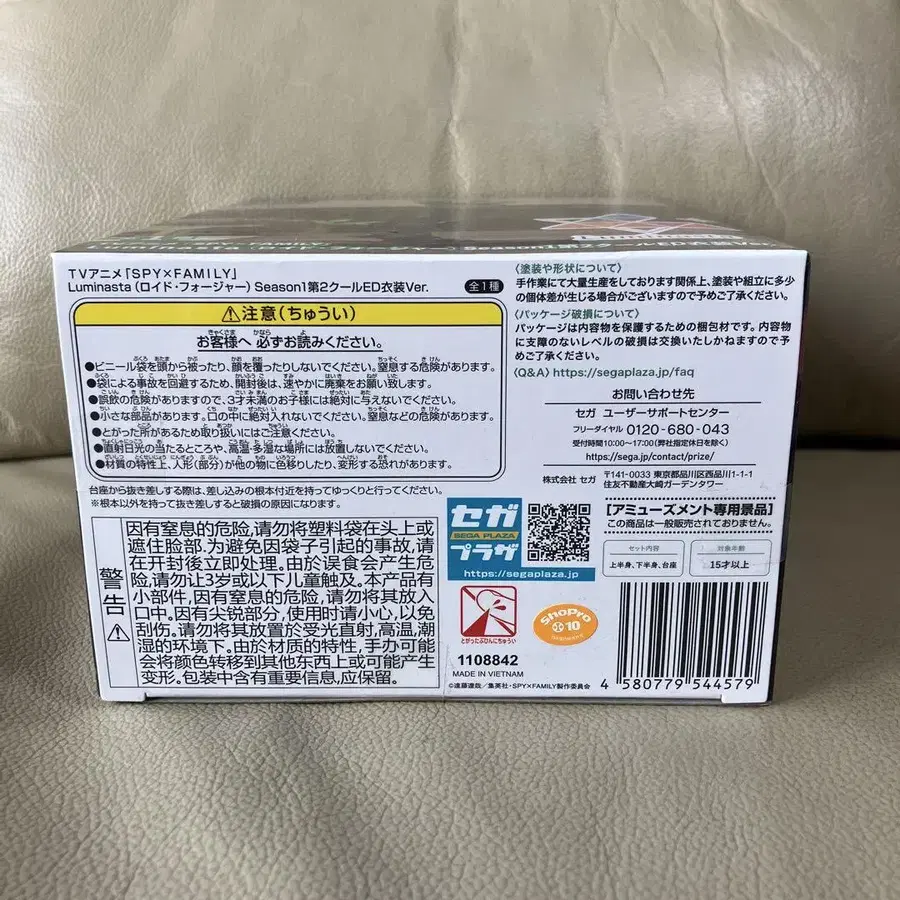 TVアニメ「SPY×FAMILY」
Luminasta (ロイド・フォージャー) Season1第2クールED衣装Ver.
全1種
注意(ちゅうい)
お客様へ 必ずお読みください。
●ビニール袋を頭から被ったり、顔を覆ったりしないでください。窒息する危険があります。
●袋による事故を回避するため、開封後は、速やかに廃棄をお願い致します。
●誤飲の危険がありますので、3才未満のお子様には絶対に与えないでください。
●小さな部品があります。口の中に絶対入れないでください。窒息などの危険があります。
●とがった所があるため取り扱いにはご注意ください。
●直射日光の当たるところや、高温・多湿な場所には放置しないでください。
●材質の特性上、人形(部分)が他の物に色移りしたり、変形する恐れがあります。
台座から抜き差しする際は、差し込みの根本付近を持ってゆっくりと行ってください。
※根本以外を持って抜き差しすると破損の原因になります。
警告
因有窒息的危险,请勿将塑料袋在头上或
遮住脸部.为避免因袋子引起的事故,请
在开封后立即处理。由於误食会产生危
险,请勿让3岁或以下儿童触及。本产品有
小部件,因有窒息的危险,请勿将其放入
口中。因有尖锐部分,使用时请小心,以免
刮伤。请勿将其放置於受光直射,高温,潮
湿的环境下。由於材质的特性,手办可能
会将颜色转移到其他东西上或可能产生
变形。包装中含有重要信息,应保留。
〈塗装や形状について〉
手作業にて大量生産をしております関係上、塗装や組立に多少
の個体差が生じる場合がございますので予めご了承ください。
〈パッケージ破損について〉
パッケージは内容物を保護するための梱包材です。内容物
に支障のないレベルの破損は交換いたしかねますので予め
ご了承ください。
〈Q&A〉https://segaplaza.jp/faq
お問い合わせ先
セガ ユーザーサポートセンター
フリーダイヤル 0120-680-043
受付時間10:00〜17:00(弊社指定休日を除く)
https://sega.jp/contact/prize/
株式会社 セガ 〒141-0033 東京都品川区西品川1-1-1
住友不動産大崎ガーデンタワー
セガ
SEGA PLAZA
プラザ
https://segaplaza.jp
[アミューズメント専用景品]
この商品は一般販売されておりません。
セット内容
上半身、下半身、台座
対象年齢
15才以上
とがったぶひんにちゅうい
ShoPro
10
1108842
MADE IN VIETNAM
©遠藤達哉/集英社・SPY×FAMILY製作委員会
4 580779 544579